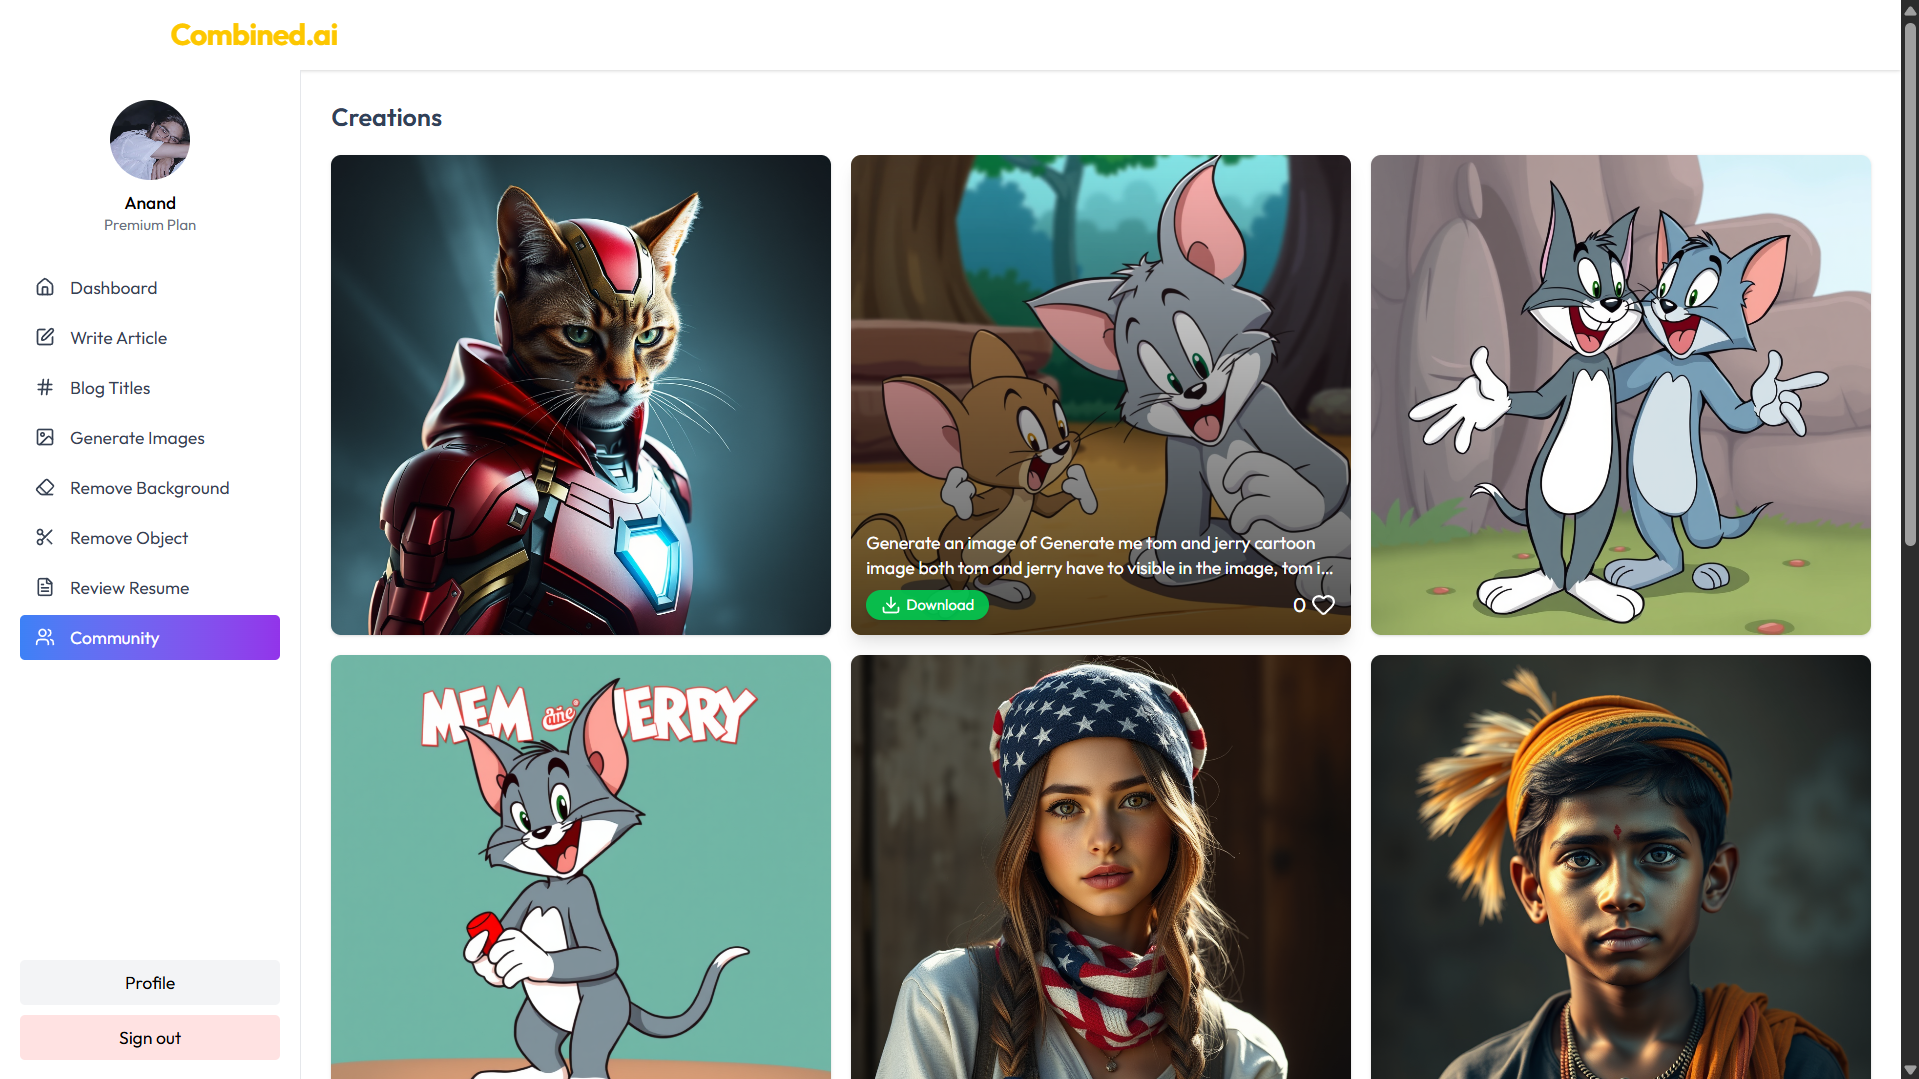 Combined.ai
Anand
Premium Plan
Dashboard
Write Article
Blog Titles
Generate Images
Remove Background
Remove Object
Review Resume
Community
Profile
Sign out
Creations
Generate an image of Generate me tom and jerry cartoon
image both tom and jerry have to visible in the image, tom i...
Download
0
MEM ane JERRY